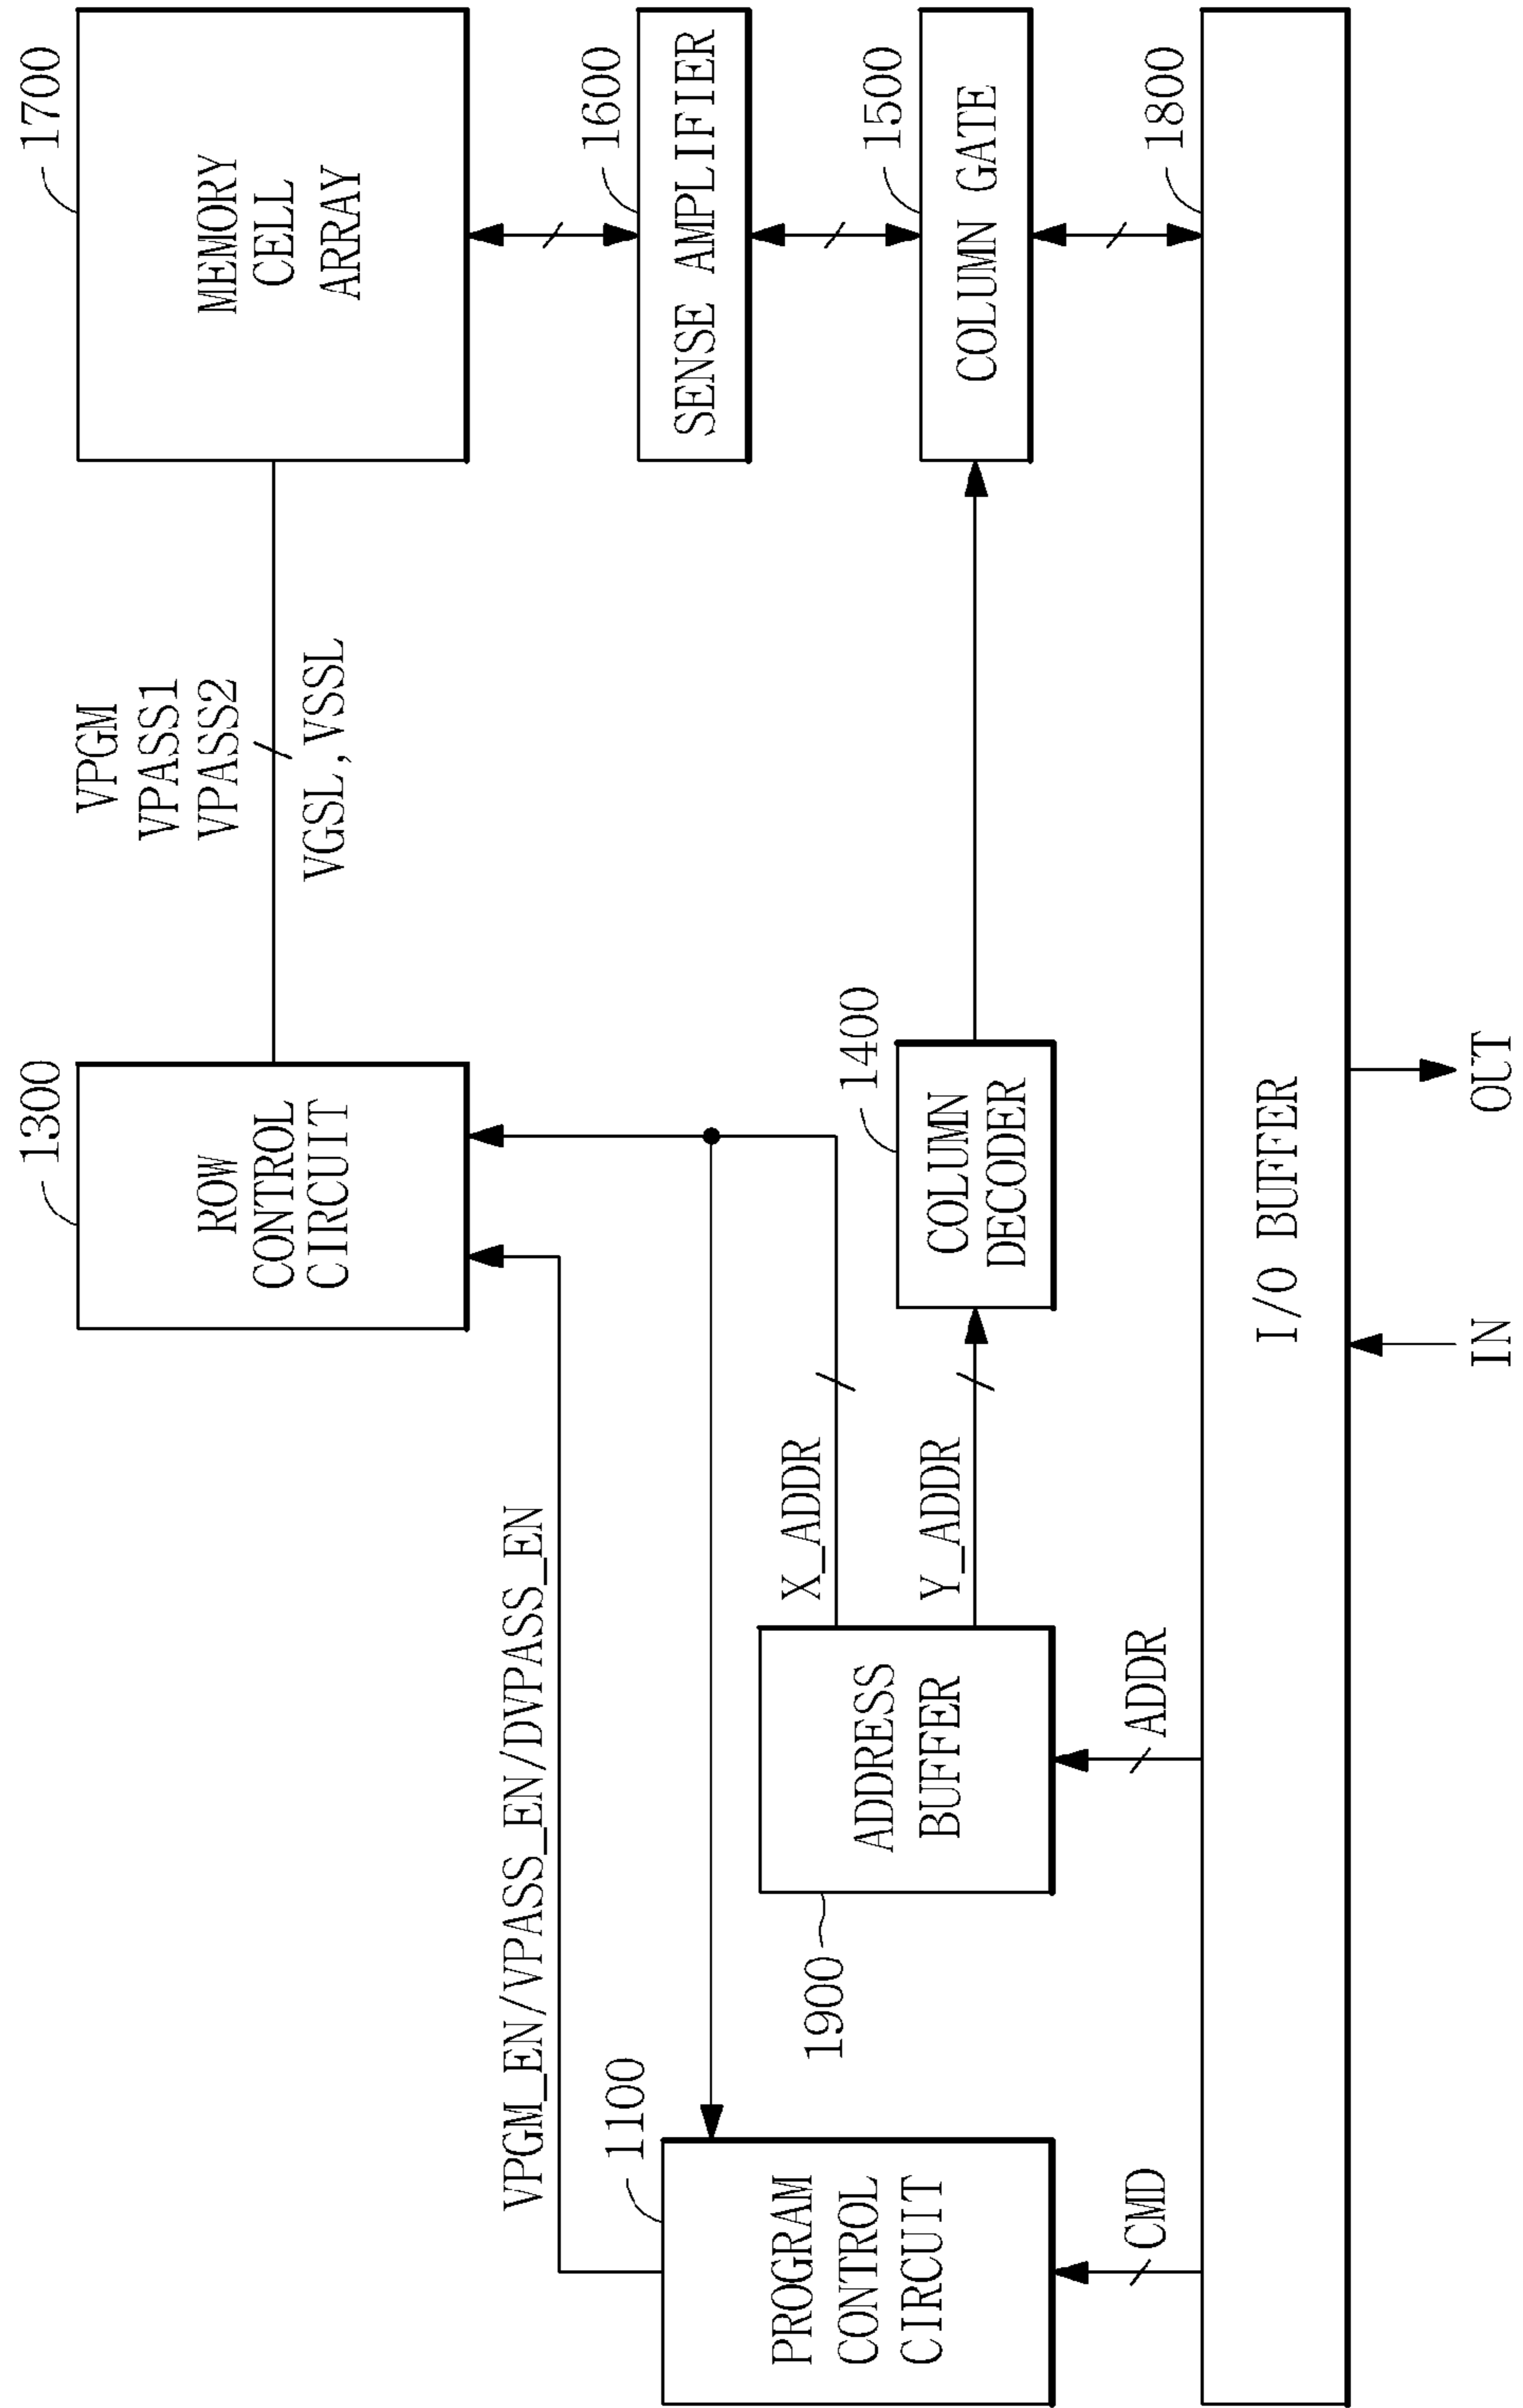 1300
ROW
CONTROL
CIRCUIT
VPGM
VPASS1
VPASS2
VGSL,VSSL
1700
MEMORY
CELL
ARRAY
VPGM_EN/VPASS_EN/DVPASS_EN
1600
SENSE AMPLIFIER
1100
PROGRAM
CONTROL
CIRCUIT
1900
ADDRESS
BUFFER
X_ADDR
Y_ADDR
1400
COLUMN
DECODER
1500
COLUMN GATE
CMD
ADDR
1800
I/O BUFFER
IN
OUT